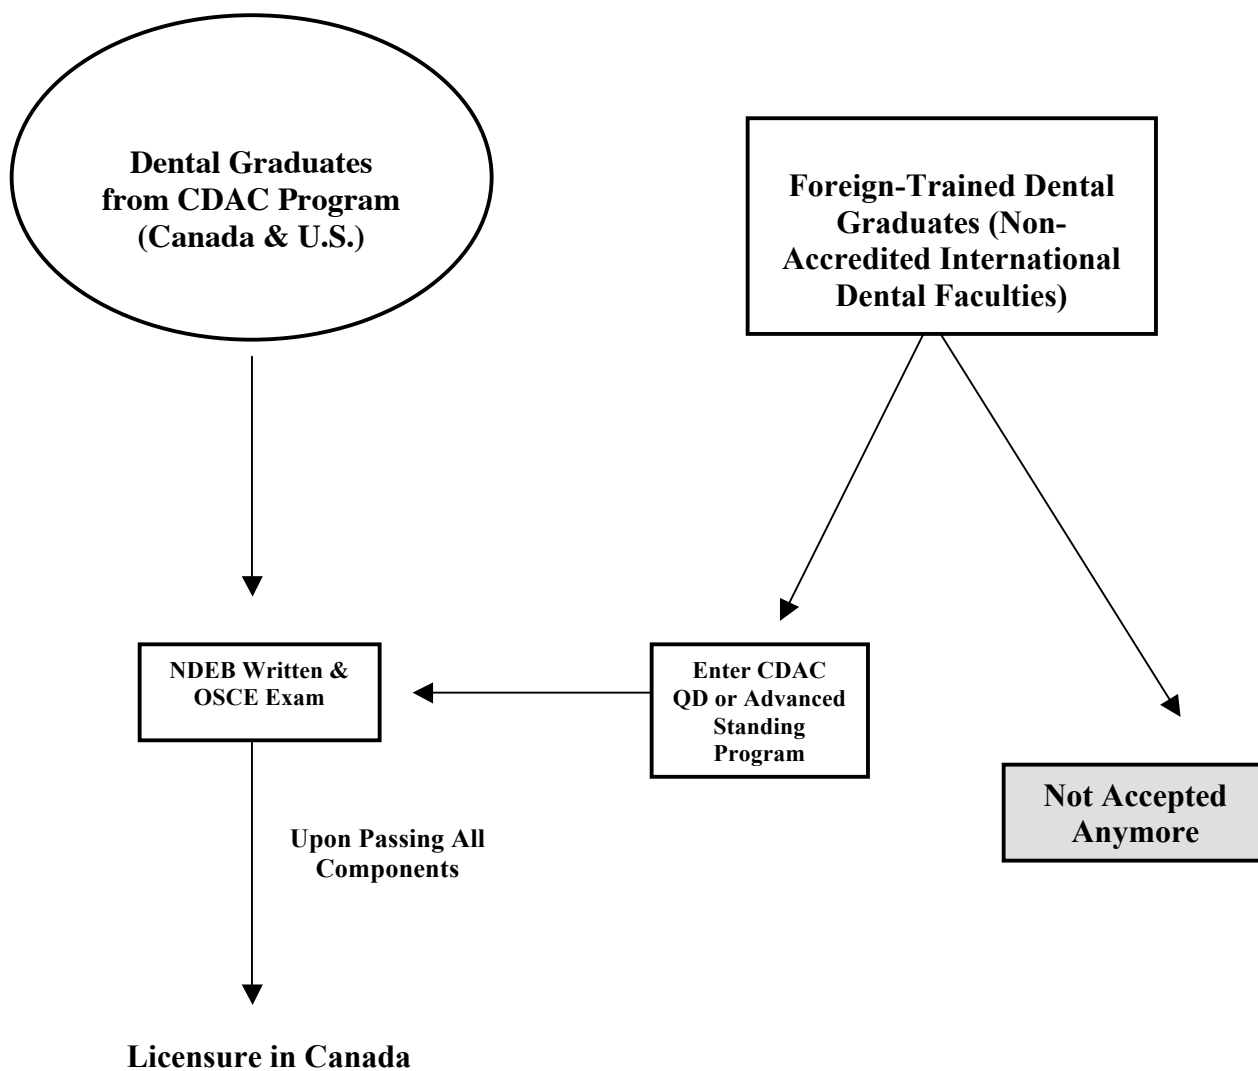 Dental Graduates
from CDAC Program
(Canada & U.S.)
Foreign-Trained Dental
Graduates (Non-
Accredited International
Dental Faculties)
NDEB Written &
OSCE Exam
Enter CDAC
QD or Advanced
Standing
Program
Not Accepted
Anymore
Upon Passing All
Components
Licensure in Canada